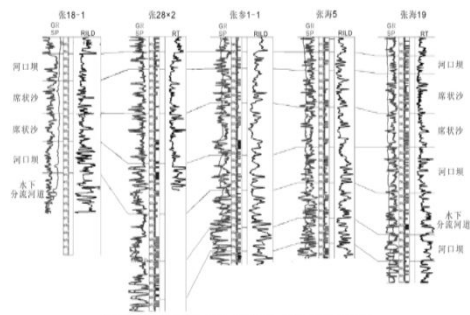 张18-1
张28×2
张参1-1
张海5
张海19
GR
SP
RILD
GR
SP
RT
GR
SP
RILD
GR
SP
RILD
GR
SP
RT
河口坝
席状沙
席状沙
河口坝
水下
分流河道
河口坝
席状沙
席状沙
河口坝
水下
分流河道
河口坝